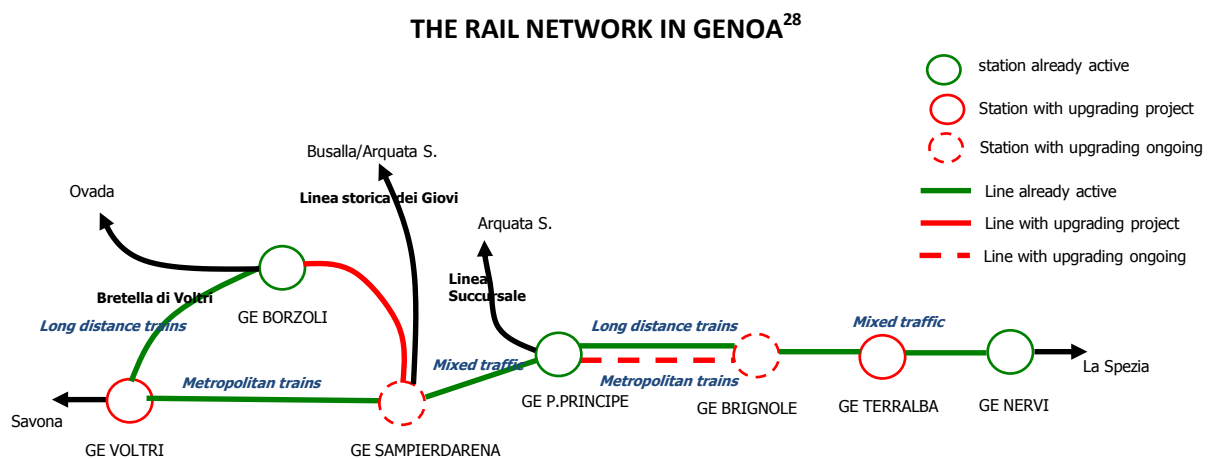 THE RAIL NETWORK IN GENOA28
station already active
Station with upgrading project
Station with upgrading ongoing
Line already active
Line with upgrading project
Line with upgrading ongoing
Busalla/Arquata S.
Ovada
Linea storica dei Giovi
Arquata S.
Linea
Succursale
Bretella di Voltri
GE BORZOLI
Long distance trains
Long distance trains
Mixed traffic
Mixed traffic
La Spezia
Metropolitan trains
Metropolitan trains
GE P.PRINCIPE
GE BRIGNOLE
GE TERRALBA
GE NERVI
Savona
GE VOLTRI
GE SAMPIERDARENA